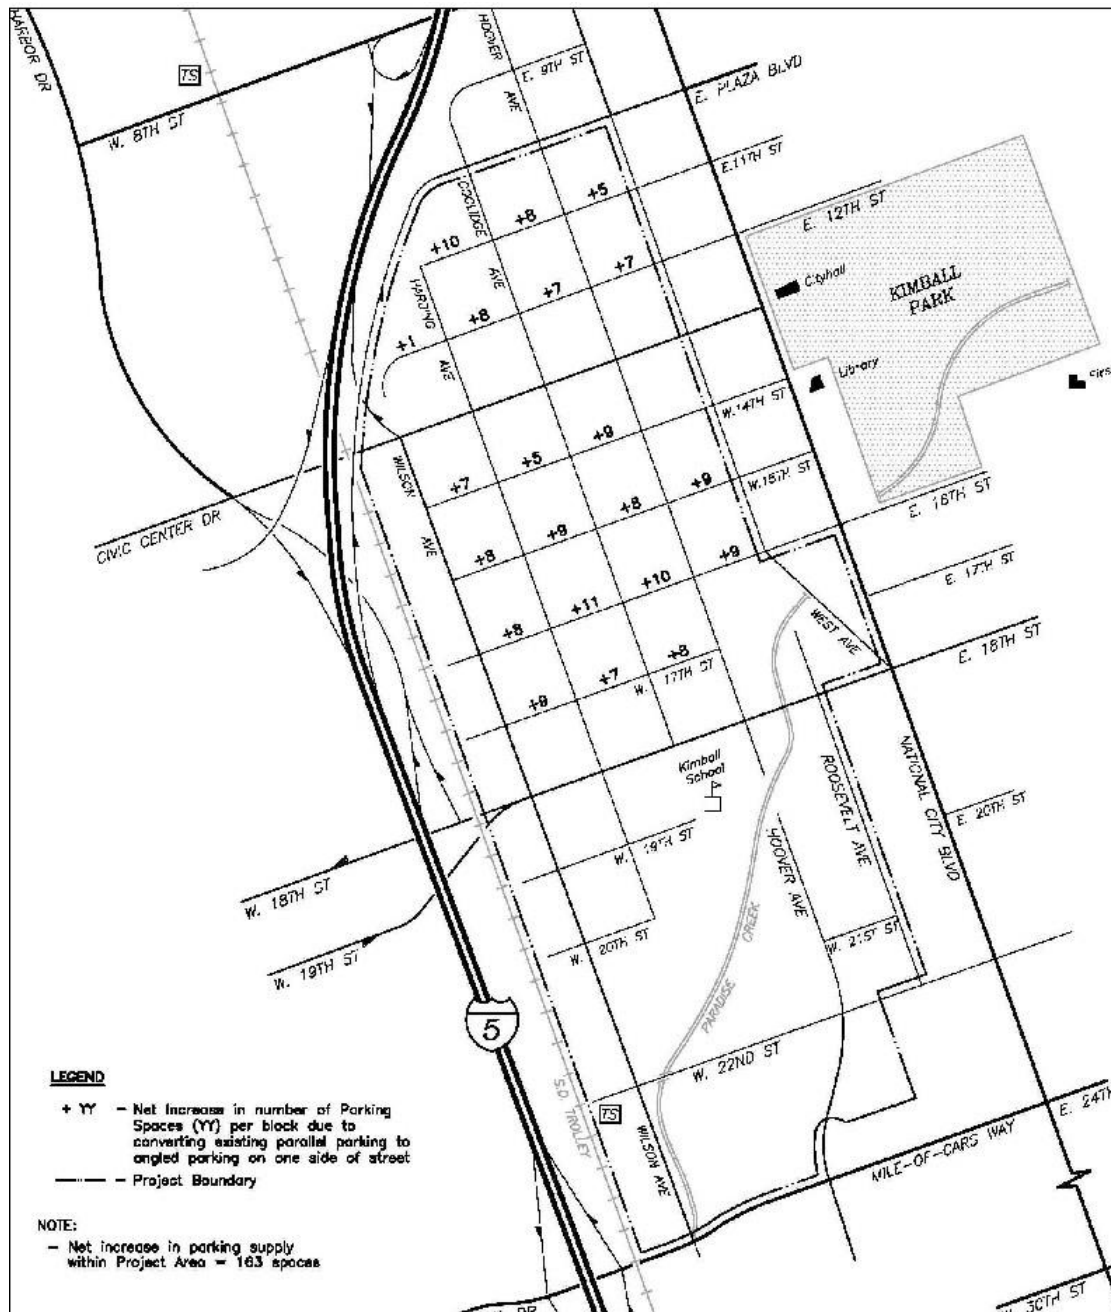 HARBOR DR
TS
W. 8TH ST
HOOVER
AVE
E. 9TH ST
E. PLAZA BLVD
E. 11TH ST
E. 12TH ST
COOLIDGE
AVE
HARDING
AVE
+10
+8
+5
+1
+8
+7
+7
Cityhall
KIMBALL
PARK
Library
W. 14TH ST
+7
+5
+9
WILSON
AVE
CIVIC CENTER DR
W. 15TH ST
+8
+9
+8
+9
E. 16TH ST
+8
+11
+10
+9
E. 17TH ST
WEST AVE
E. 18TH ST
+9
+7
+8
W. 17TH ST
Kimball
School
NATIONAL CITY BLVD
ROOSEVELT AVE
HOOVER AVE
E. 20TH ST
W. 19TH ST
W. 18TH ST
W. 19TH ST
W. 20TH ST
W. 21ST ST
PARADISE
CREEK
5
W. 22ND ST
S.D. TROLLEY
TS
WILSON AVE
E. 24TH
MILE-OF-CARS WAY
W. 30TH ST
DR
LEGEND
+ YY - Net Increase in number of Parking
Spaces (YY) per block due to
converting existing parallel parking to
angled parking on one side of street
- Project Boundary
NOTE:
- Net increase in parking supply
within Project Area = 163 spaces